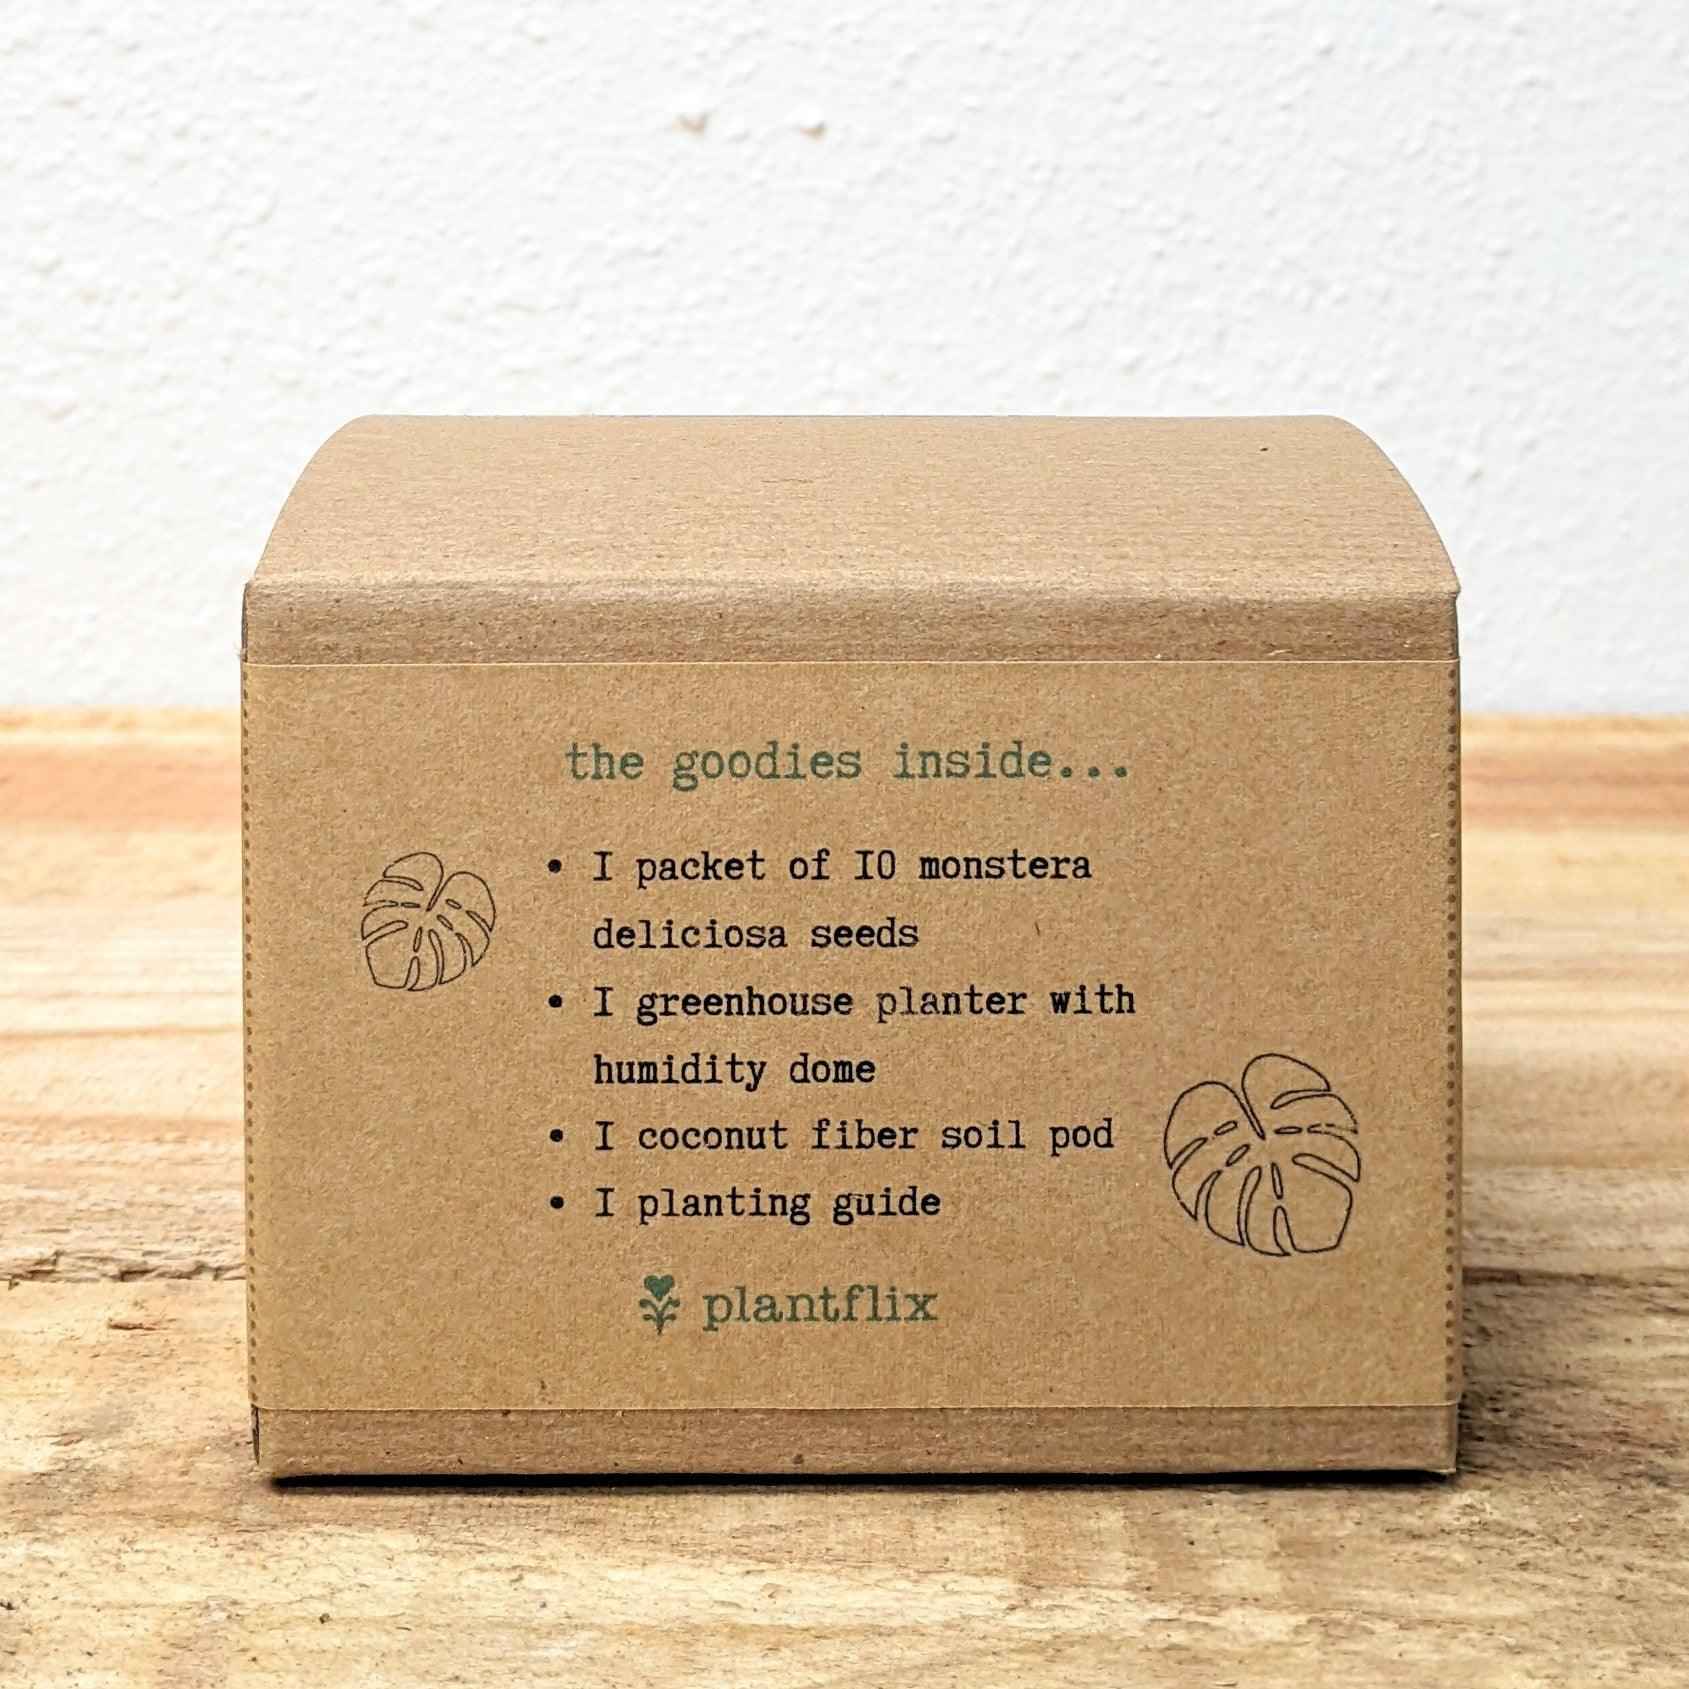 the goodies inside...
• I packet of IO monstera
deliciosa seeds
• I greenhouse planter with
humidity dome
• I coconut fiber soil pod
• I planting guide
plantflix